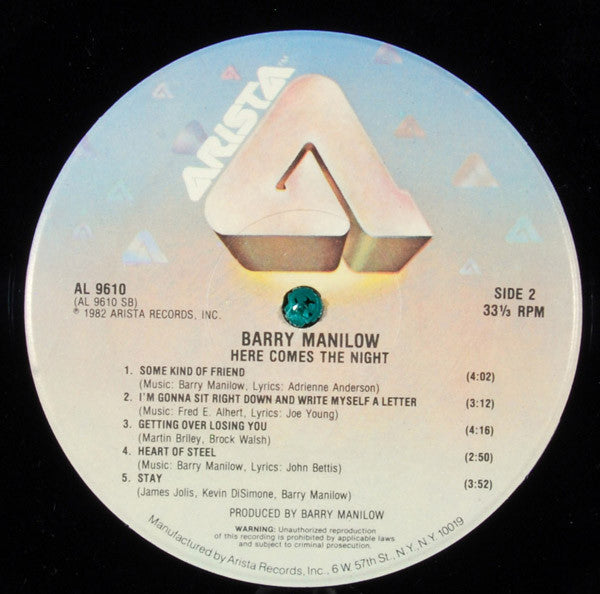 ARISTA™
AL 9610
(AL 9610 SB)
℗ 1982 ARISTA RECORDS, INC.
SIDE 2
33⅓ RPM
BARRY MANILOW
HERE COMES THE NIGHT
1. SOME KIND OF FRIEND (4:02)
(Music: Barry Manilow, Lyrics: Adrienne Anderson)
2. I'M GONNA SIT RIGHT DOWN AND WRITE MYSELF A LETTER (3:12)
(Music: Fred E. Alhert, Lyrics: Joe Young)
3. GETTING OVER LOSING YOU (4:16)
(Martin Briley, Brock Walsh)
4. HEART OF STEEL (2:50)
(Music: Barry Manilow, Lyrics: John Bettis)
5. STAY (3:52)
(James Jolis, Kevin DiSimone, Barry Manilow)
PRODUCED BY BARRY MANILOW
WARNING: Unauthorized reproduction
of this recording is prohibited by applicable laws
and subject to criminal prosecution.
Manufactured by Arista Records, Inc., 6 W. 57th St., N.Y., N.Y. 10019